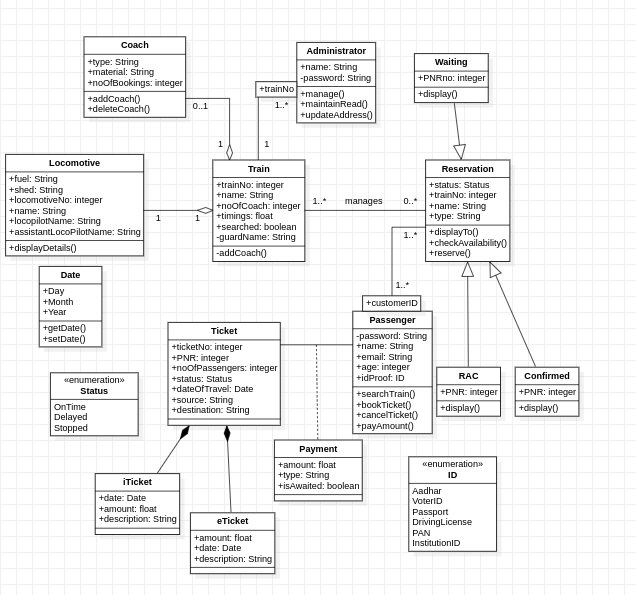 Coach
+type: String
+material: String
+noOfBookings: integer
+addCoach()
+deleteCoach()
0..1
1
Administrator
+name: String
-password: String
+manage()
+maintainRead()
+updateAddress()
+trainNo
1..*
1
Waiting
+PNRno: integer
+display()
Locomotive
+fuel: String
+shed: String
+locomotiveNo: integer
+name: String
+locopilotName: String
+assistantLocoPilotName: String
+displayDetails()
1
1
Train
+trainNo: integer
+name: String
+noOfCoach: integer
+timings: float
+searched: boolean
-guardName: String
-addCoach()
1..*
manages
0..*
Reservation
+status: Status
+trainNo: integer
+name: String
+type: String
+displayTo()
+checkAvailability()
+reserve()
1..*
1..*
Date
+Day
+Month
+Year
+getDate()
+setDate()
+customerID
Passenger
-password: String
+name: String
+email: String
+age: integer
+idProof: ID
+searchTrain()
+bookTicket()
+cancelTicket()
+payAmount()
Ticket
+ticketNo: integer
+PNR: integer
+noOfPassengers: integer
+status: Status
+dateOfTravel: Date
+source: String
+destination: String
RAC
+PNR: integer
+display()
Confirmed
+PNR: integer
+display()
«enumeration»
Status
OnTime
Delayed
Stopped
Payment
+amount: float
+type: String
+isAwaited: boolean
«enumeration»
ID
Aadhar
VoterID
Passport
DrivingLicense
PAN
InstitutionID
iTicket
+date: Date
+amount: float
+description: String
eTicket
+amount: float
+date: Date
+description: String